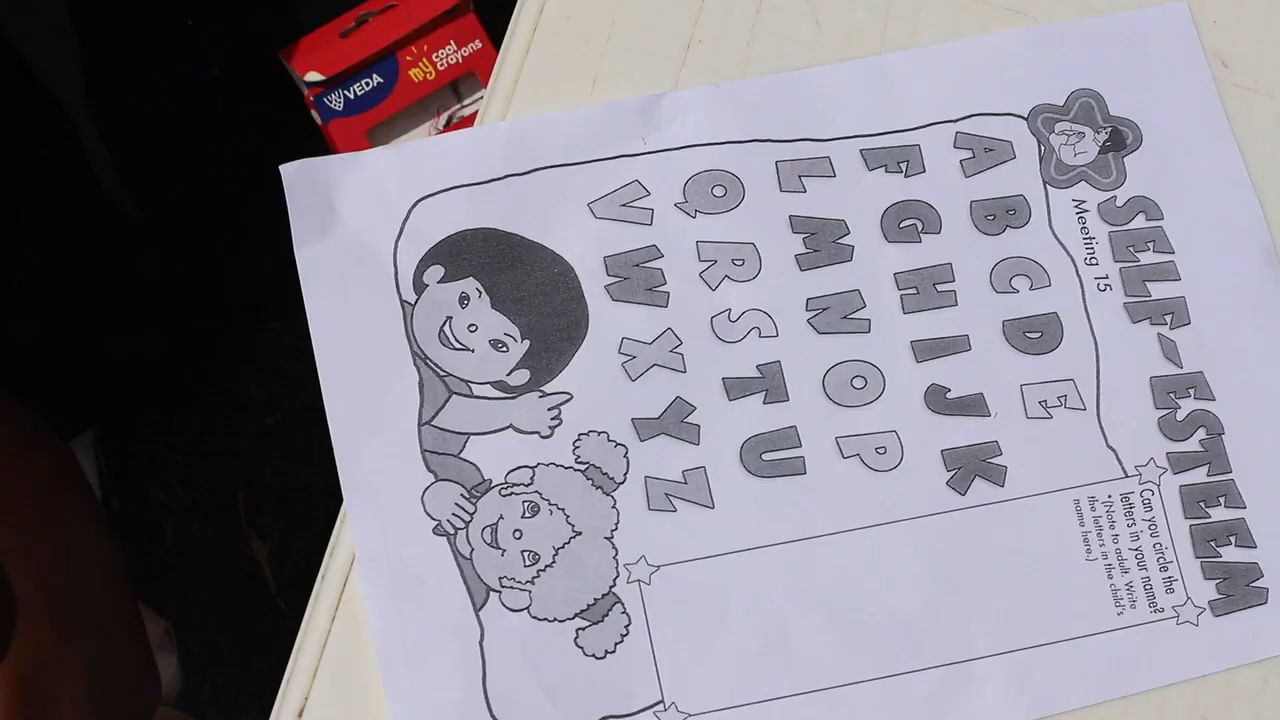 VEDA
my cool
crayons
SELF-ESTEEM
Meeting 15
A B C D E
F G H I J K
L M N O P
Q R S T U
V W X Y Z
Can you circle the
letters in your name?
*(Note to adult. Write
the letters in the child's
name here.)